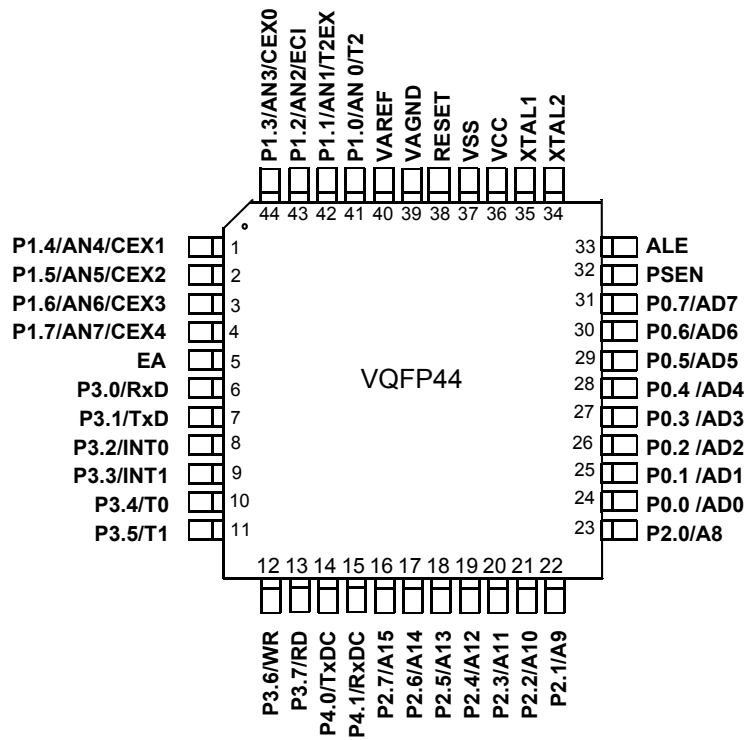 P1.3/AN3/CEX0
P1.2/AN2/ECI
P1.1/AN1/T2EX
P1.0/AN 0/T2
VAREF
VAGND
RESET
VSS
VCC
XTAL1
XTAL2
44 43 42 41 40 39 38 37 36 35 34
P1.4/AN4/CEX1 1
P1.5/AN5/CEX2 2
P1.6/AN6/CEX3 3
P1.7/AN7/CEX4 4
EA 5
P3.0/RxD 6
P3.1/TxD 7
P3.2/INT0 8
P3.3/INT1 9
P3.4/T0 10
P3.5/T1 11
VQFP44
33 ALE
32 PSEN
31 P0.7/AD7
30 P0.6/AD6
29 P0.5/AD5
28 P0.4 /AD4
27 P0.3 /AD3
26 P0.2 /AD2
25 P0.1 /AD1
24 P0.0 /AD0
23 P2.0/A8
12 13 14 15 16 17 18 19 20 21 22
P3.6/WR
P3.7/RD
P4.0/TxDC
P4.1/RxDC
P2.7/A15
P2.6/A14
P2.5/A13
P2.4/A12
P2.3/A11
P2.2/A10
P2.1/A9